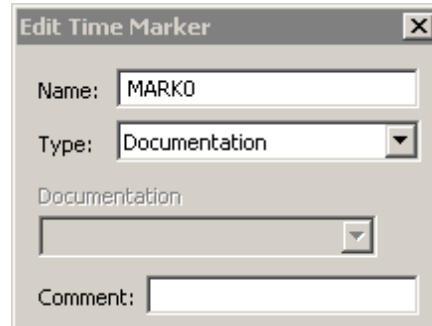 Edit Time Marker
Name: MARK0
Type: Documentation
Documentation
Comment: